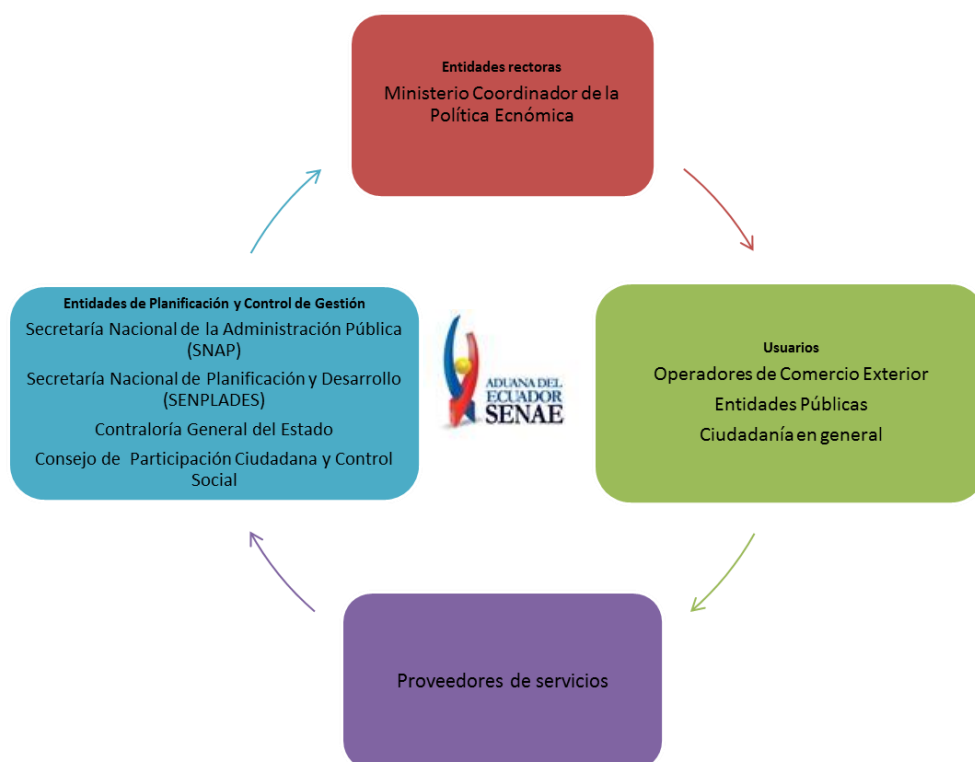 Entidades rectoras
Ministerio Coordinador de la
Política Ecnómica
Entidades de Planificación y Control de Gestión
Secretaría Nacional de la Administración Pública
(SNAP)
Secretaría Nacional de Planificación y Desarrollo
(SENPLADES)
Contraloría General del Estado
Consejo de Participación Ciudadana y Control
Social
ADUANA DEL
ECUADOR
SENAE
Usuarios
Operadores de Comercio Exterior
Entidades Públicas
Ciudadanía en general
Proveedores de servicios